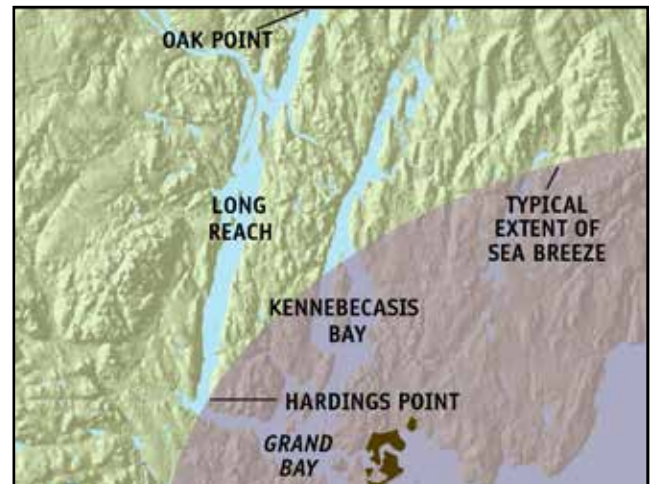 OAK POINT
LONG
REACH
TYPICAL
EXTENT OF
SEA BREEZE
KENNEBECASIS
BAY
HARDINGS POINT
GRAND
BAY